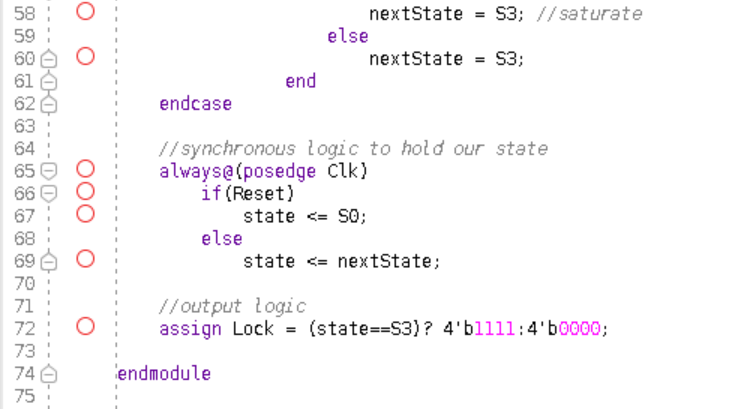 58 nextState = S3; //saturate
59 else
60 nextState = S3;
61 end
62 endcase
63
64 //synchronous logic to hold our state
65 always@(posedge Clk)
66 if(Reset)
67 state <= S0;
68 else
69 state <= nextState;
70
71 //output logic
72 assign Lock = (state==S3)? 4'b1111:4'b0000;
73
74 endmodule
75